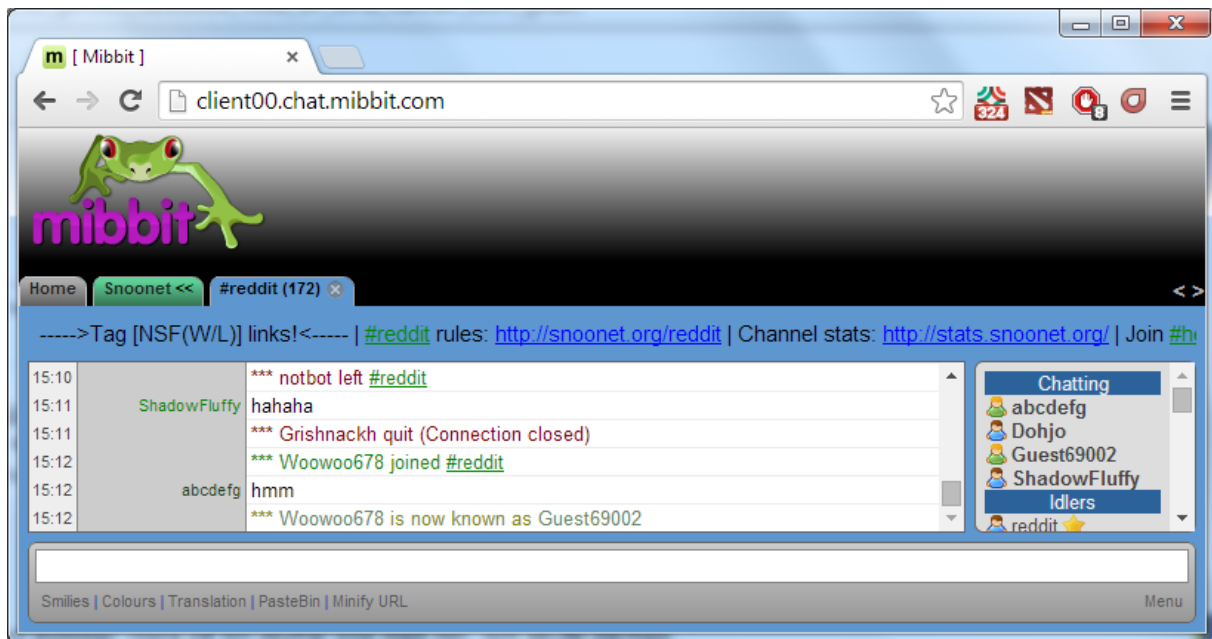 m [ Mibbit ]
client00.chat.mibbit.com
324
8
mibbit
Home Snoonet << #reddit (172) < >
----->Tag [NSF(W/L)] links!<----- | #reddit rules: http://snoonet.org/reddit | Channel stats: http://stats.snoonet.org/ | Join #h
15:10 *** notbot left #reddit
15:11 ShadowFluffy hahaha
15:11 *** Grishnackh quit (Connection closed)
15:12 *** Woowoo678 joined #reddit
15:12 abcdefg hmm
15:12 *** Woowoo678 is now known as Guest69002
Chatting
abcdefg
Dohjo
Guest69002
ShadowFluffy
Idlers
reddit
Smilies | Colours | Translation | PasteBin | Minify URL Menu